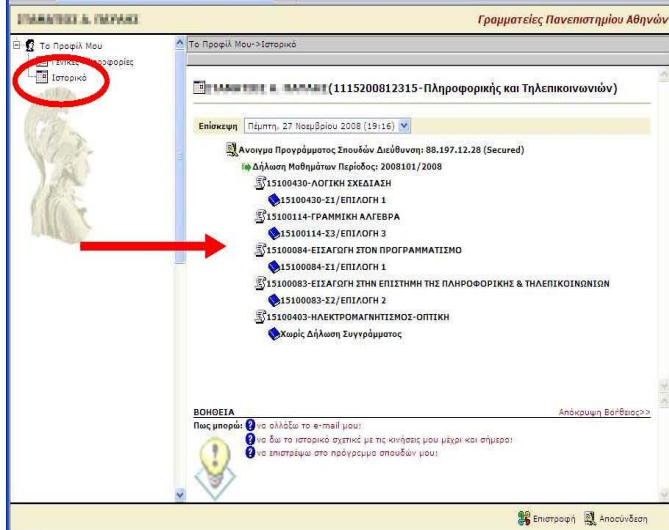 Γραμματείες Πανεπιστημίου Αθηνών
Το Προφίλ Μου
Ιστορικό
Το Προφίλ Μου->Ιστορικό
(1115200812315-Πληροφορικής και Τηλεπικοινωνιών)
Επίσκεψη Πέμπτη, 27 Νοεμβρίου 2008 (19:16)
Ανοιγμα Προγράμματος Σπουδών Διεύθυνση: 88.197.12.28 (Secured)
Δήλωση Μαθημάτων Περίοδος: 2008101/2008
15100430-ΛΟΓΙΚΗ ΣΧΕΔΙΑΣΗ
15100430-Σ1/ΕΠΙΛΟΓΗ 1
15100114-ΓΡΑΜΜΙΚΗ ΑΛΓΕΒΡΑ
15100114-Σ3/ΕΠΙΛΟΓΗ 3
15100084-ΕΙΣΑΓΩΓΗ ΣΤΟΝ ΠΡΟΓΡΑΜΜΑΤΙΣΜΟ
15100084-Σ1/ΕΠΙΛΟΓΗ 1
15100083-ΕΙΣΑΓΩΓΗ ΣΤΗΝ ΕΠΙΣΤΗΜΗ ΤΗΣ ΠΛΗΡΟΦΟΡΙΚΗΣ & ΤΗΛΕΠΙΚΟΙΝΩΝΙΩΝ
15100083-Σ2/ΕΠΙΛΟΓΗ 2
15100403-ΗΛΕΚΤΡΟΜΑΓΝΗΤΙΣΜΟΣ-ΟΠΤΙΚΗ
Χωρίς Δήλωση Συγγράμματος
ΒΟΗΘΕΙΑ Απόκρυψη Βοήθειας>>
Πως μπορώ: να αλλάξω το e-mail μου;
να δω το ιστορικό σχετικά με τις κινήσεις μου μέχρι και σήμερα;
να επιστρέψω στο πρόγραμμα σπουδών μου;
Επιστροφή Αποσύνδεση